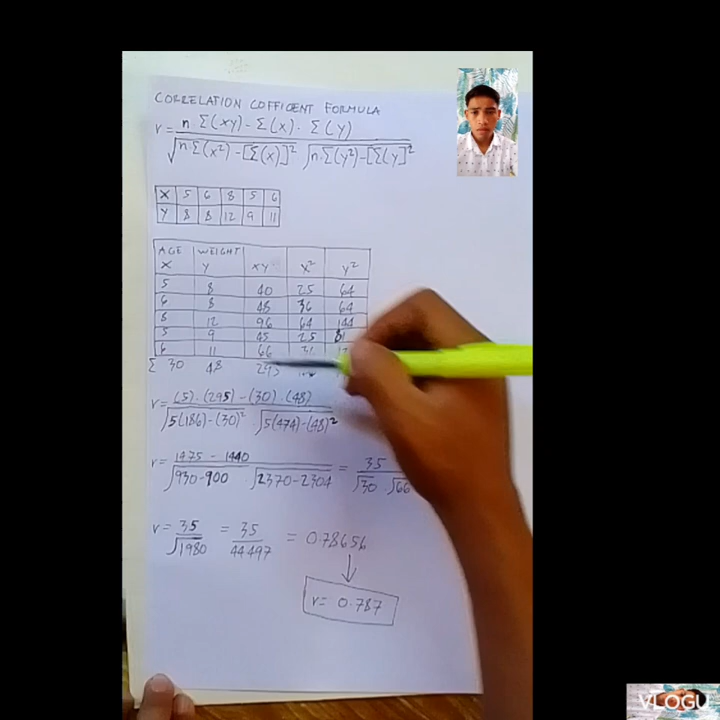 CORRELATION COFFICENT FORMULA
r = n·Σ(xy) - Σ(x) · Σ(y)
√n·Σ(x²) - [Σ(x)]² √n·Σ(y²) - [Σ(y]²
X 5 6 8 5 6
Y 8 8 12 9 11
AGE WEIGHT
X Y XY X² Y²
5 8 40 25 64
6 8 48 36 64
8 12 96 64 144
5 9 45 25 81
6 11 66
Σ 30 48 295
r = (5)·(295) - (30)·(48)
√5(186) - (30)² · √5(474) - (48)²
r = 1475 - 1440 = 35
√930-900 · √2370-2304 √30 √66
r = 35 = 35 = 0.78656
√1980 44.497
r = 0.787
VLOGU